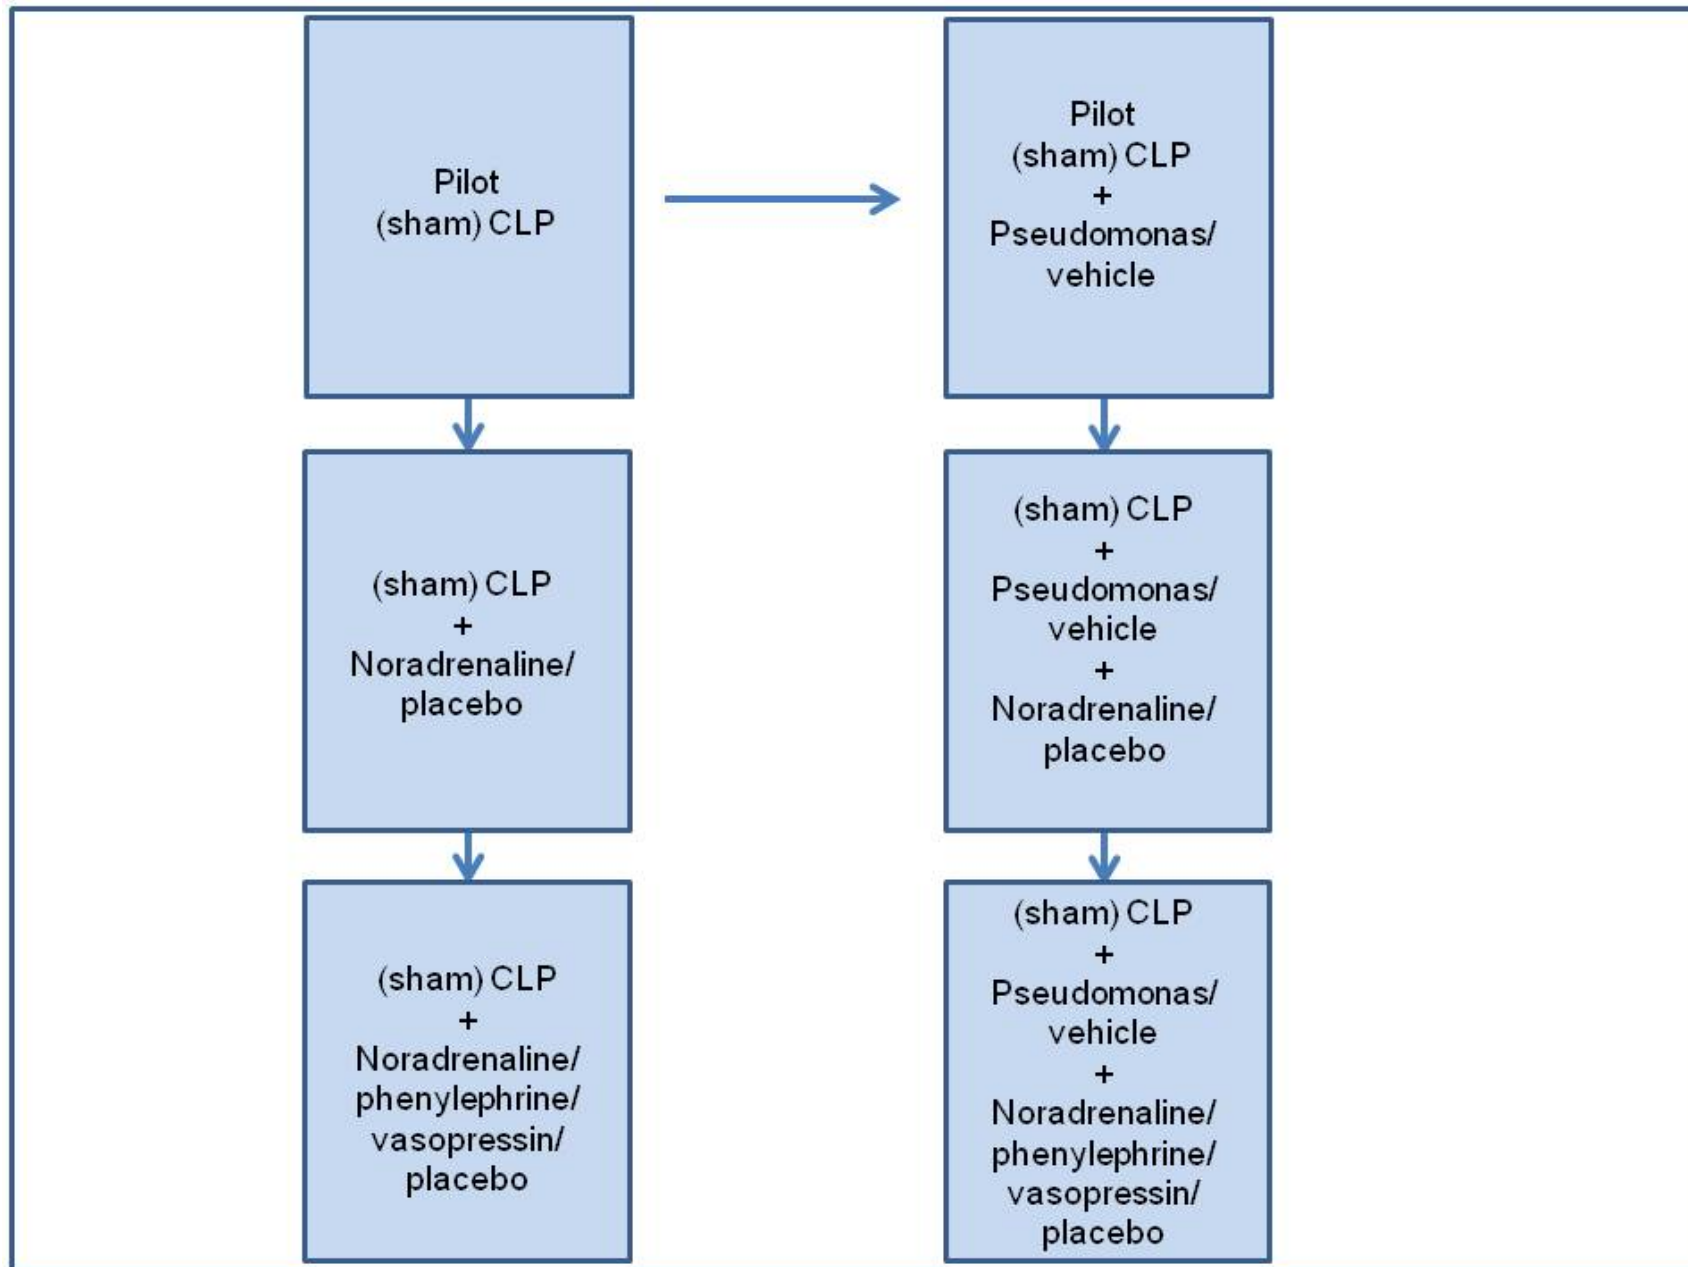 Pilot
(sham) CLP
Pilot
(sham) CLP
+
Pseudomonas/
vehicle
(sham) CLP
+
Noradrenaline/
placebo
(sham) CLP
+
Pseudomonas/
vehicle
+
Noradrenaline/
placebo
(sham) CLP
+
Noradrenaline/
phenylephrine/
vasopressin/
placebo
(sham) CLP
+
Pseudomonas/
vehicle
+
Noradrenaline/
phenylephrine/
vasopressin/
placebo